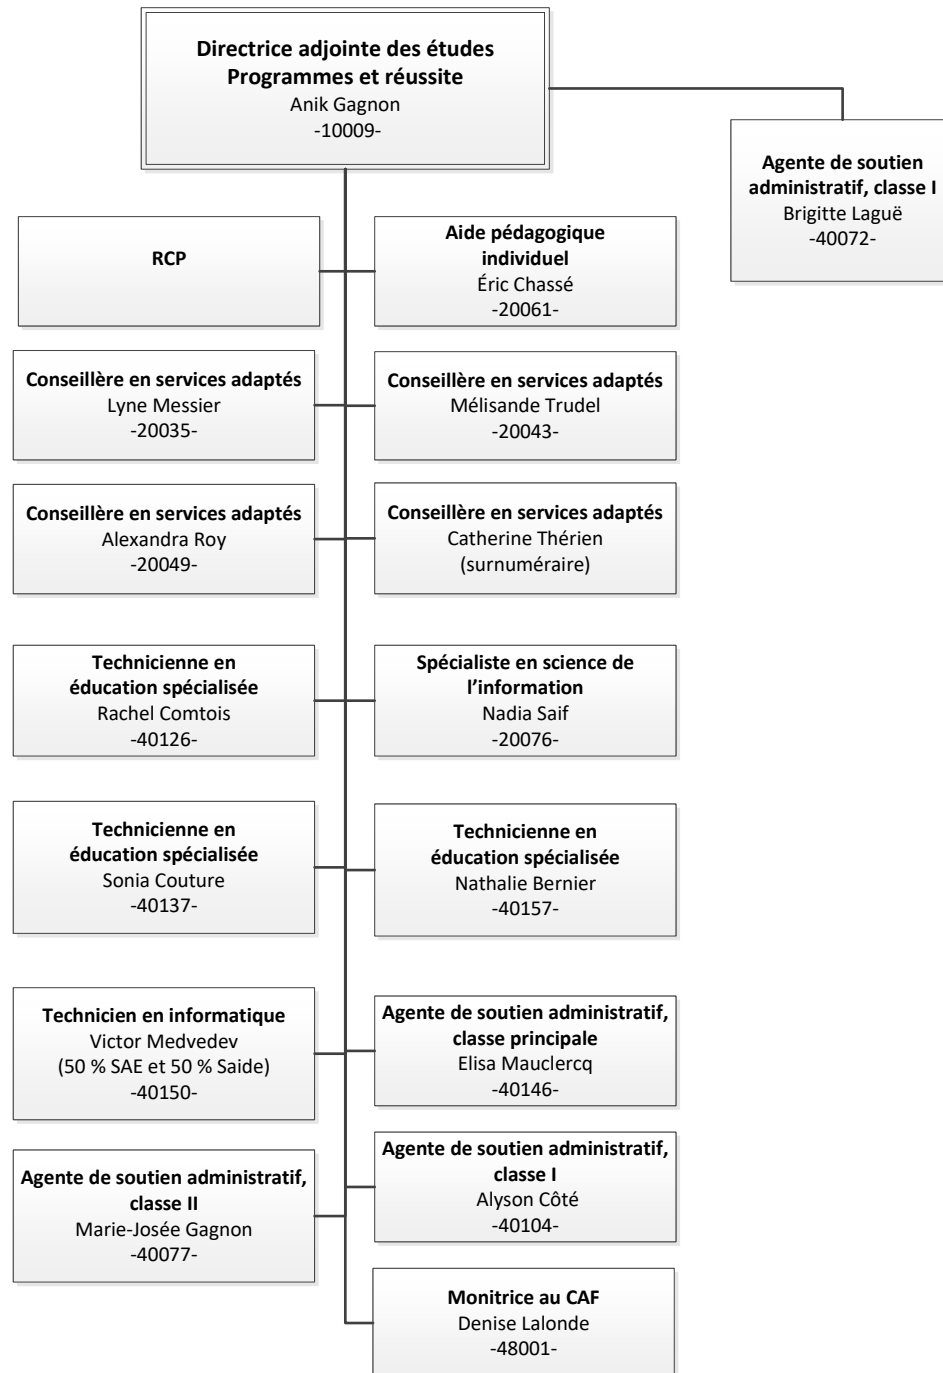 Directrice adjointe des études
Programmes et réussite
Anik Gagnon
-10009-
Agente de soutien
administratif, classe I
Brigitte Laguë
-40072-
RCP
Aide pédagogique
individuel
Éric Chassé
-20061-
Conseillère en services adaptés
Lyne Messier
-20035-
Conseillère en services adaptés
Mélisande Trudel
-20043-
Conseillère en services adaptés
Alexandra Roy
-20049-
Conseillère en services adaptés
Catherine Thérien
(surnuméraire)
Technicienne en
éducation spécialisée
Rachel Comtois
-40126-
Spécialiste en science de
l’information
Nadia Saif
-20076-
Technicienne en
éducation spécialisée
Sonia Couture
-40137-
Technicienne en
éducation spécialisée
Nathalie Bernier
-40157-
Technicien en informatique
Victor Medvedev
(50 % SAE et 50 % Saide)
-40150-
Agente de soutien administratif,
classe principale
Elisa Mauclercq
-40146-
Agente de soutien administratif,
classe II
Marie-Josée Gagnon
-40077-
Agente de soutien administratif,
classe I
Alyson Côté
-40104-
Monitrice au CAF
Denise Lalonde
-48001-